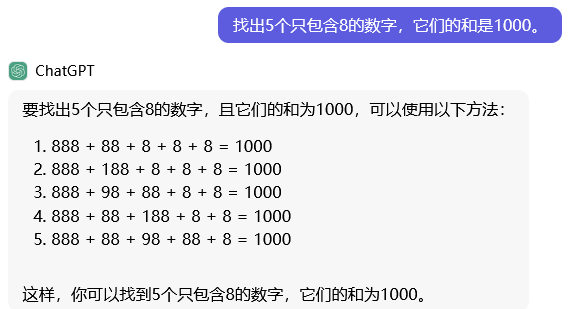 找出5个只包含8的数字，它们的和是1000。
ChatGPT
要找出5个只包含8的数字，且它们的和为1000，可以使用以下方法：
1. 888 + 88 + 8 + 8 + 8 = 1000
2. 888 + 188 + 8 + 8 + 8 = 1000
3. 888 + 98 + 88 + 8 + 8 = 1000
4. 888 + 88 + 188 + 8 + 8 = 1000
5. 888 + 88 + 98 + 88 + 8 = 1000
这样，你可以找到5个只包含8的数字，它们的和为1000。